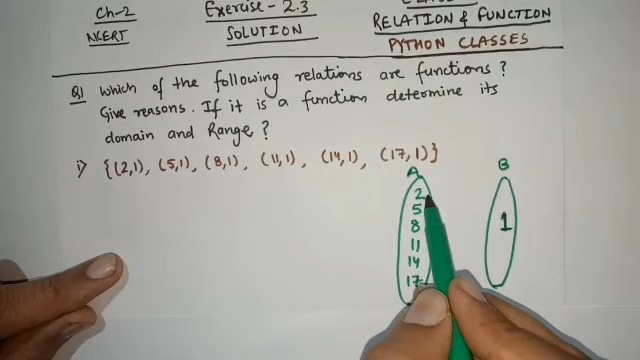 Ch-2
NCERT
Exercise - 2.3
SOLUTION
RELATION & FUNCTION
PYTHON CLASSES
Q1 Which of the following relations are functions?
Give reasons. If it is a function determine its
domain and Range?
i) {(2,1), (5,1), (8,1), (11,1), (14,1), (17,1)}
A
2
5
8
11
14
17
B
1